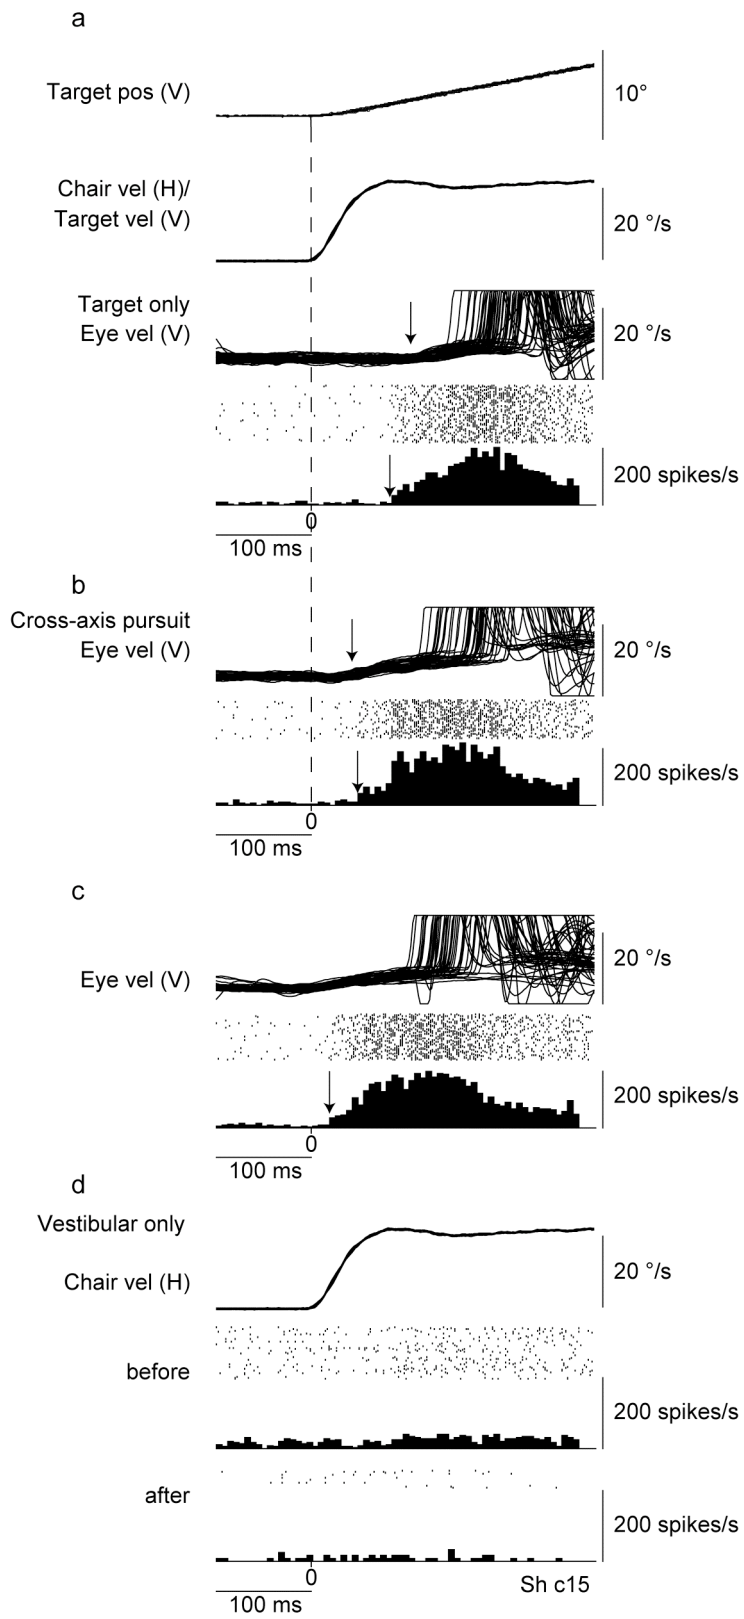 a
Target pos (V)
10°
Chair vel (H)/
Target vel (V)
20 °/s
Target only
Eye vel (V)
20 °/s
200 spikes/s
0
100 ms
b
Cross-axis pursuit
Eye vel (V)
20 °/s
200 spikes/s
0
100 ms
c
Eye vel (V)
20 °/s
200 spikes/s
0
100 ms
d
Vestibular only
Chair vel (H)
20 °/s
before
200 spikes/s
after
200 spikes/s
0
Sh c15
100 ms